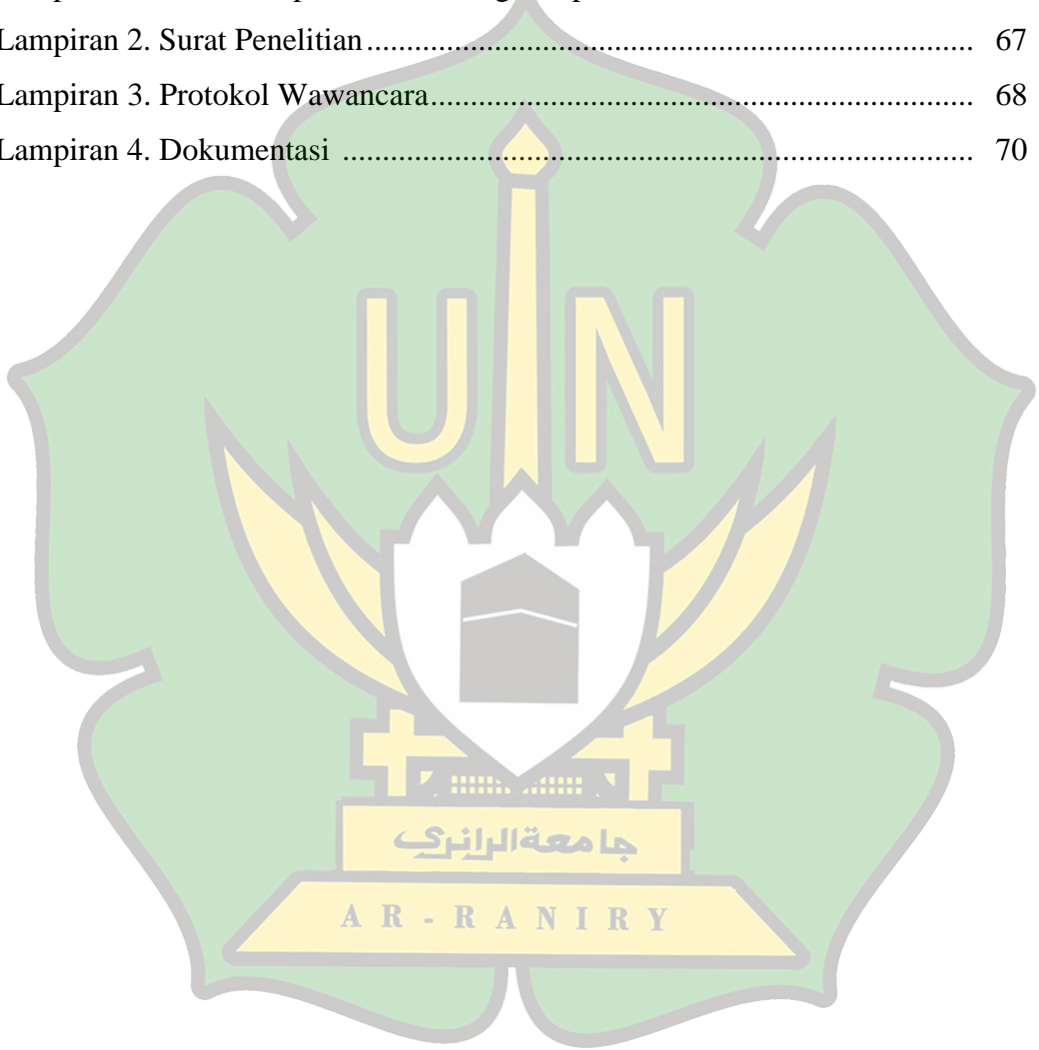 Lampiran 2. Surat Penelitian.......................................................................... 67
Lampiran 3. Protokol Wawancara.................................................................. 68
Lampiran 4. Dokumentasi ............................................................................. 70
UIN
جامعةالرانري
AR-RANIRY